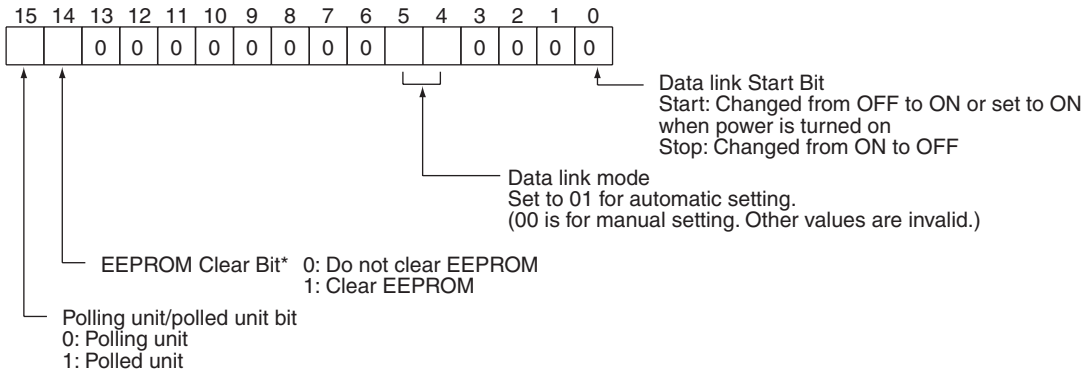 15 14 13 12 11 10 9 8 7 6 5 4 3 2 1 0
0 0 0 0 0 0 0 0 0 0 0 0
Data link Start Bit
Start: Changed from OFF to ON or set to ON
when power is turned on
Stop: Changed from ON to OFF
Data link mode
Set to 01 for automatic setting.
(00 is for manual setting. Other values are invalid.)
EEPROM Clear Bit* 0: Do not clear EEPROM
1: Clear EEPROM
Polling unit/polled unit bit
0: Polling unit
1: Polled unit